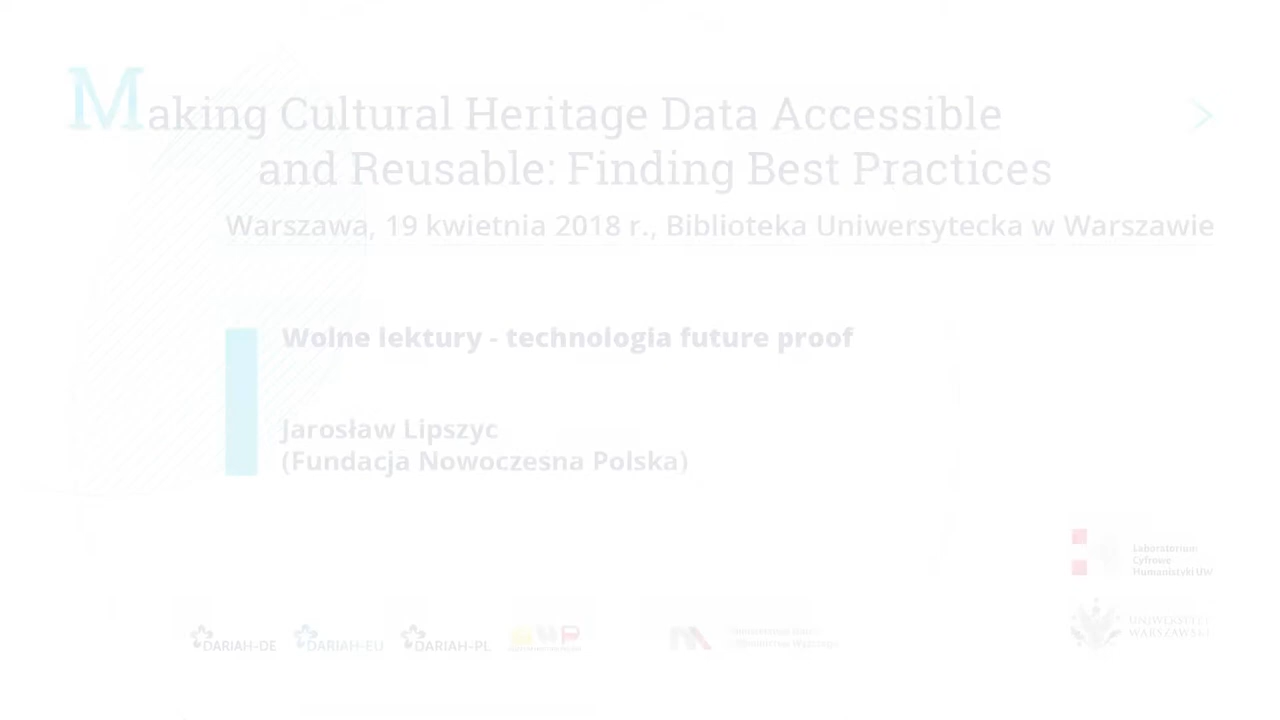 Making Cultural Heritage Data Accessible
and Reusable: Finding Best Practices
Warszawa, 19 kwietnia 2018 r., Biblioteka Uniwersytecka w Warszawie
Wolne lektury - technologia future proof
Jarosław Lipszyc
(Fundacja Nowoczesna Polska)
Laboratorium
Cyfrowe
Humanistyki UW
UNIWERSYTET
WARSZAWSKI
DARIAH-DE
DARIAH-EU
DARIAH-PL